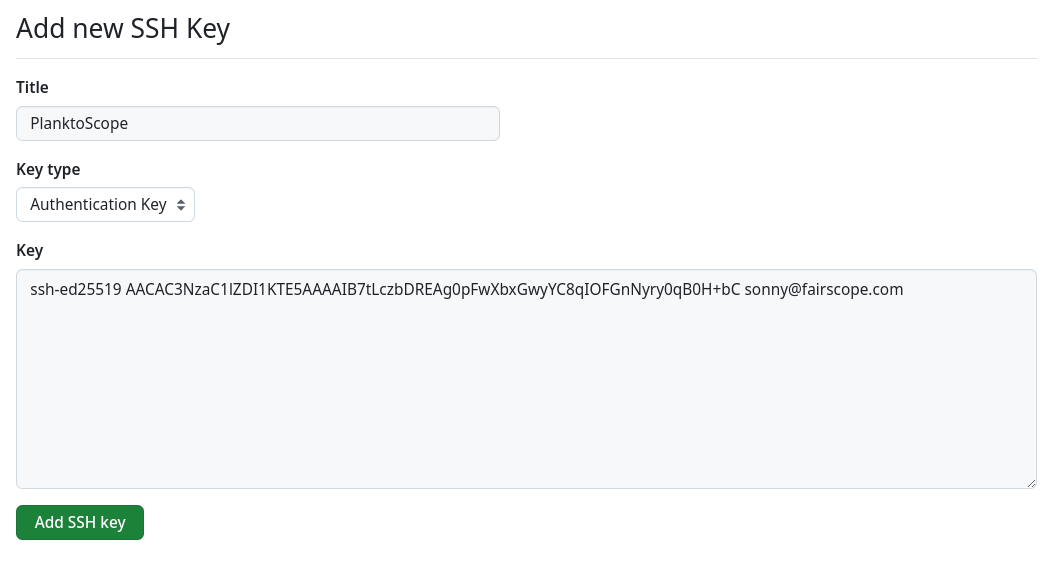 Add new SSH Key
Title
PlanktoScope
Key type
Authentication Key
Key
ssh-ed25519 AACAC3NzaC1lZDI1KTE5AAAAIB7tLczbDREAg0pFwXbxGwyYC8qIOFGnNyry0qB0H+bC sonny@fairscope.com
Add SSH key